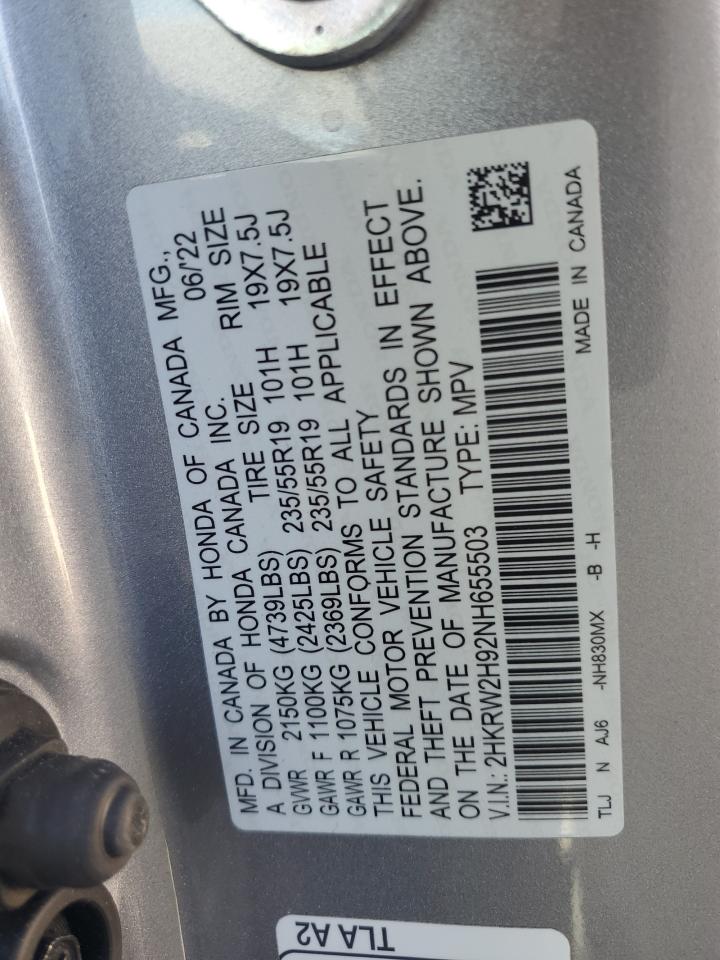 MFD. IN CANADA BY HONDA OF CANADA MFG.,
A DIVISION OF HONDA CANADA INC. 06/'22
GVWR 2150KG (4739LBS) TIRE SIZE RIM SIZE
GAWR F 1100KG (2425LBS) 235/55R19 101H 19X7.5J
GAWR R 1075KG (2369LBS) 235/55R19 101H 19X7.5J
THIS VEHICLE CONFORMS TO ALL APPLICABLE
FEDERAL MOTOR VEHICLE SAFETY
AND THEFT PREVENTION STANDARDS IN EFFECT
ON THE DATE OF MANUFACTURE SHOWN ABOVE.
V.I.N.: 2HKRW2H92NH655503 TYPE: MPV
TLJ N AJ6 -NH830MX -B -H MADE IN CANADA
TLA A2